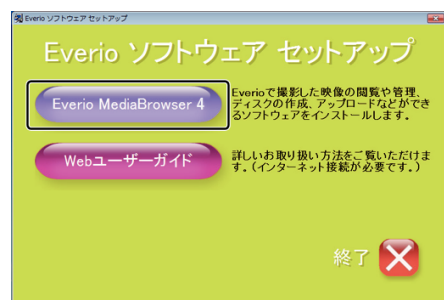 Everio ソフトウェア セットアップ
Everio ソフトウェア セットアップ
Everio MediaBrowser 4
Everioで撮影した映像の閲覧や管理、
ディスクの作成、アップロードなどができ
るソフトウェアをインストールします。
Webユーザーガイド
詳しいお取り扱い方法をご覧いただけま
す。(インターネット接続が必要です。)
終了